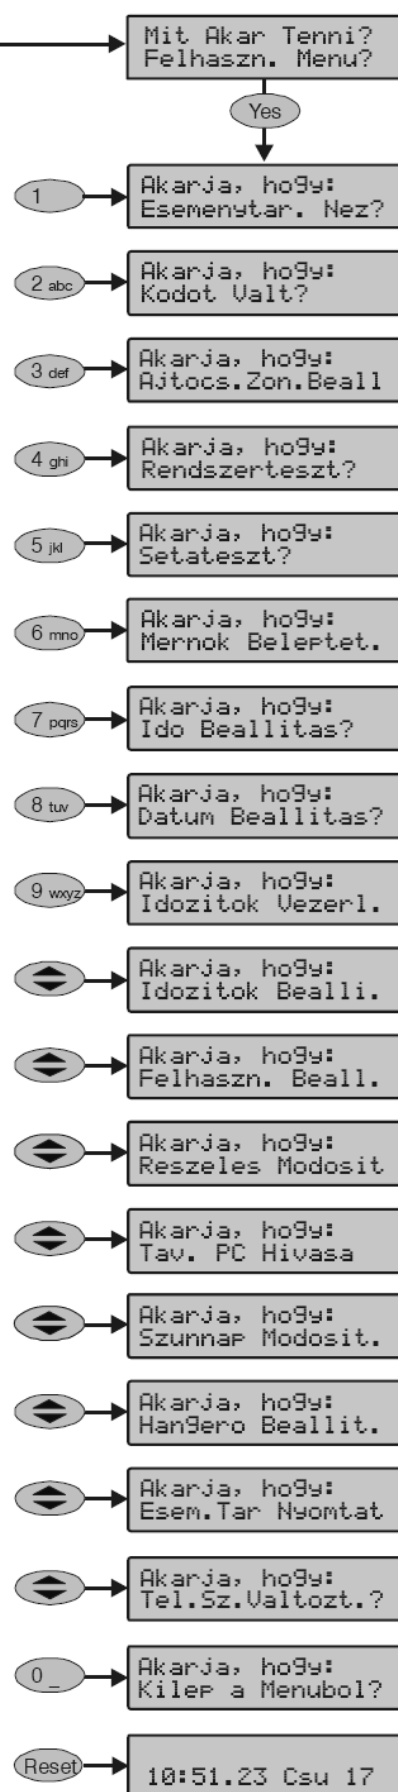 Mit Akar Tenni?
Felhaszn. Menu?
Yes
1
Akarja, hogy:
Esemenytar. Nez?
2 abc
Akarja, hogy:
Kodot Valt?
3 def
Akarja, hogy:
Ajtocs.Zon.Beall
4 ghi
Akarja, hogy:
Rendszerteszt?
5 jkl
Akarja, hogy:
Setateszt?
6 mno
Akarja, hogy:
Mernok Beleptet.
7 pqrs
Akarja, hogy:
Ido Beallitas?
8 tuv
Akarja, hogy:
Datum Beallitas?
9 wxyz
Akarja, hogy:
Idozitok Vezerl.
Akarja, hogy:
Idozitok Bealli.
Akarja, hogy:
Felhaszn. Beall.
Akarja, hogy:
Reszeles Modosit
Akarja, hogy:
Tav. PC Hivasa
Akarja, hogy:
Szunnap Modosit.
Akarja, hogy:
Hangero Beallit.
Akarja, hogy:
Esem.Tar Nyomtat
Akarja, hogy:
Tel.Sz.Valtozt.?
0 _
Akarja, hogy:
Kilep a Menubol?
Reset
10:51.23 Csu 17